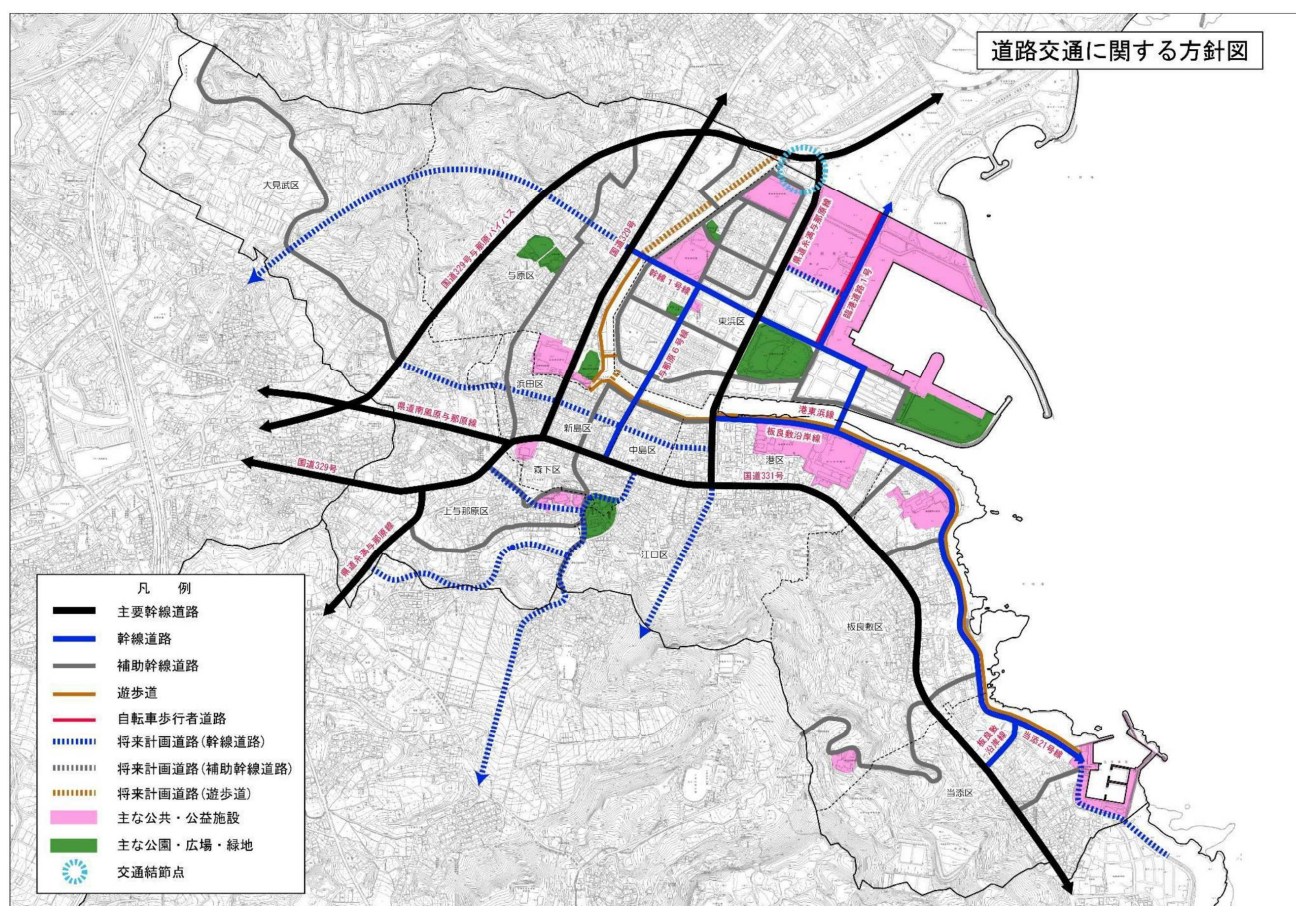 道路交通に関する方針図
大見武区
国道329号与那原バイパス
与原区
国道329号
県道糸満与那原線
臨港道路1号
幹線1号線
東浜区
与那原6号線
浜田区
県道南風原与那原線
新島区
中島区
港東浜線
板良敷沿岸線
港区
国道331号
国道329号
森下区
上与那原区
江口区
県道糸満与那原線
板良敷区
板良敷
沿岸線
当添21号線
当添区
凡 例
主要幹線道路
幹線道路
補助幹線道路
遊歩道
自転車歩行者道路
将来計画道路(幹線道路)
将来計画道路(補助幹線道路)
将来計画道路(遊歩道)
主な公共・公益施設
主な公園・広場・緑地
交通結節点